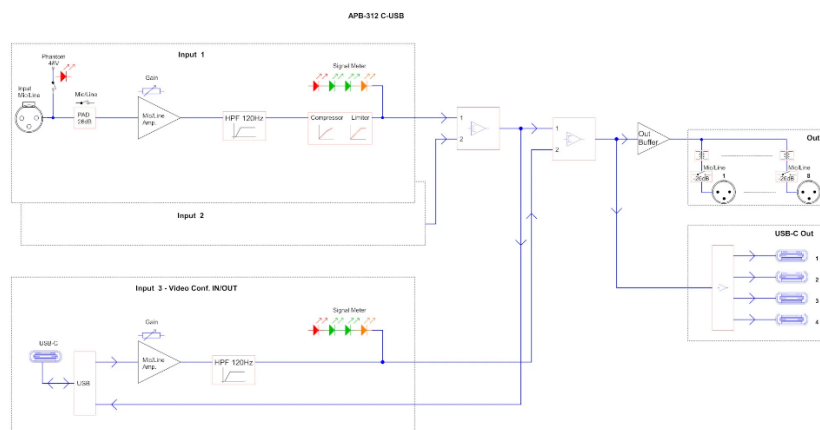 APB-312 C-USB
Input 1
Phantom
48V
Input
Mic/Line
Mic/Line
PAD
26dB
Gain
Mic/Line
Amp.
HPF 120Hz
Signal Meter
Compressor
Limiter
1
2
1
2
Out
Buffer
Out
Mic/Line
-26dB
1
Mic/Line
-26dB
8
Input 2
USB-C Out
1
2
3
4
Input 3 - Video Conf. IN/OUT
USB-C
USB
Gain
Mic/Line
Amp.
HPF 120Hz
Signal Meter